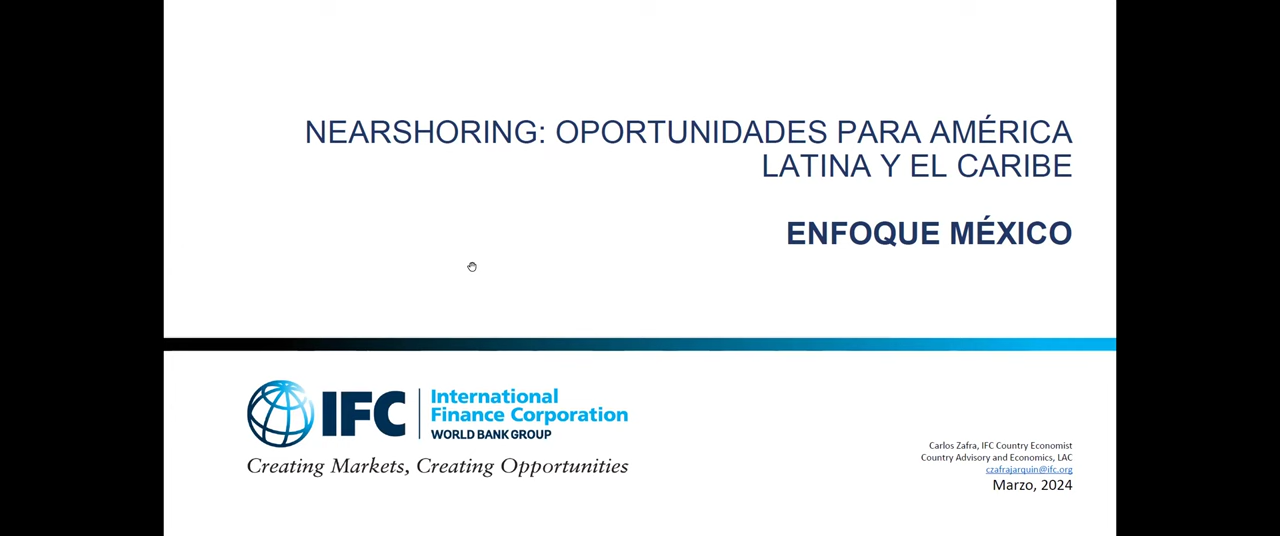 NEARSHORING: OPORTUNIDADES PARA AMÉRICA
LATINA Y EL CARIBE
ENFOQUE MÉXICO
IFC
International
Finance Corporation
WORLD BANK GROUP
Creating Markets, Creating Opportunities
Carlos Zafra, IFC Country Economist
Country Advisory and Economics, LAC
czafrajarquin@ifc.org
Marzo, 2024